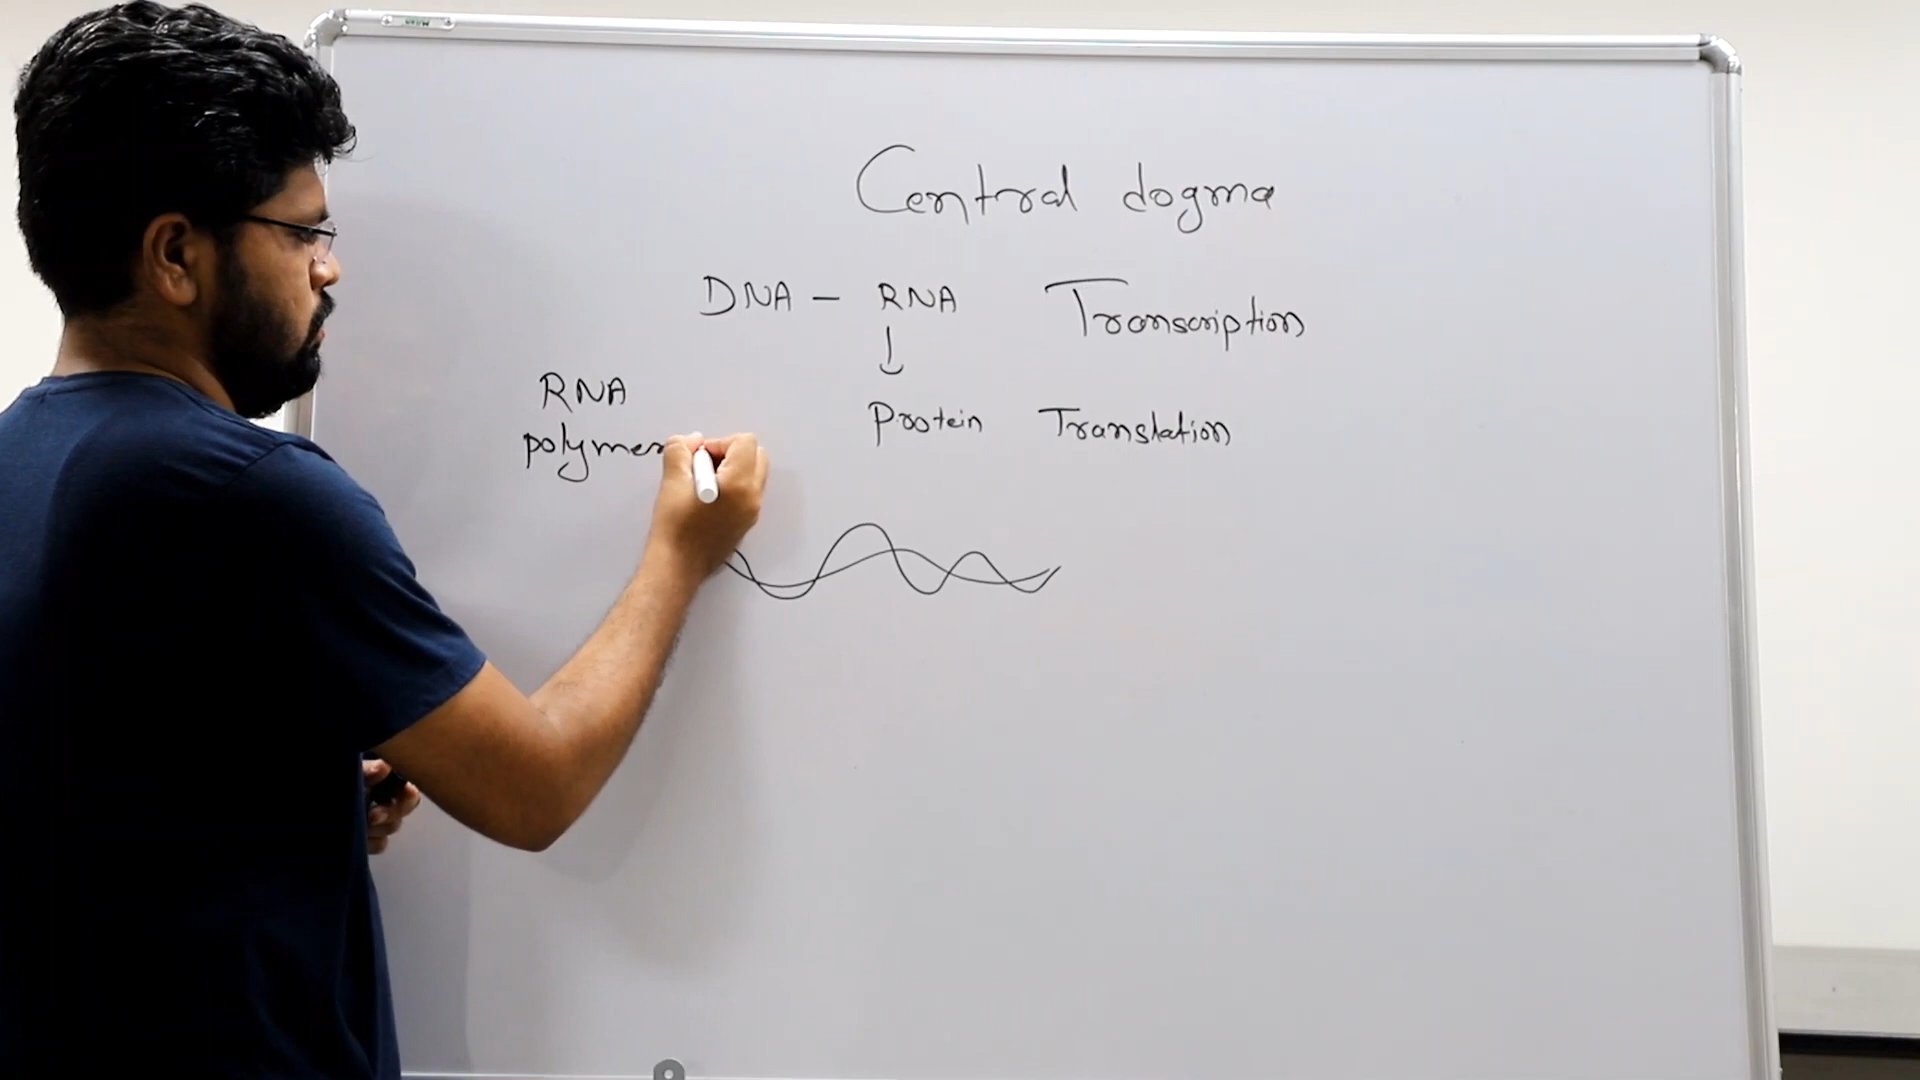 Central dogma
DNA - RNA Transcription
↓
Protein Translation
RNA
polymer